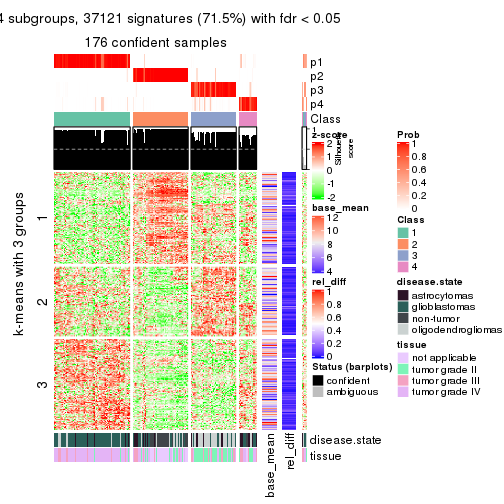 4 subgroups, 37121 signatures (71.5%) with fdr < 0.05
176 confident samples
p1
p2
p3
p4
Class
Silhouette score
1
k-means with 3 groups
1
2
3
disease.state
tissue
base_mean
rel_diff
z-score
2
1
0
-1
-2
base_mean
12
10
8
6
4
rel_diff
1
0.8
0.6
0.4
0.2
0
Status (barplots)
confident
ambiguous
Prob
1
0.8
0.6
0.4
0.2
0
Class
1
2
3
4
disease.state
astrocytomas
glioblastomas
non-tumor
oligodendrogliomas
tissue
not applicable
tumor grade II
tumor grade III
tumor grade IV